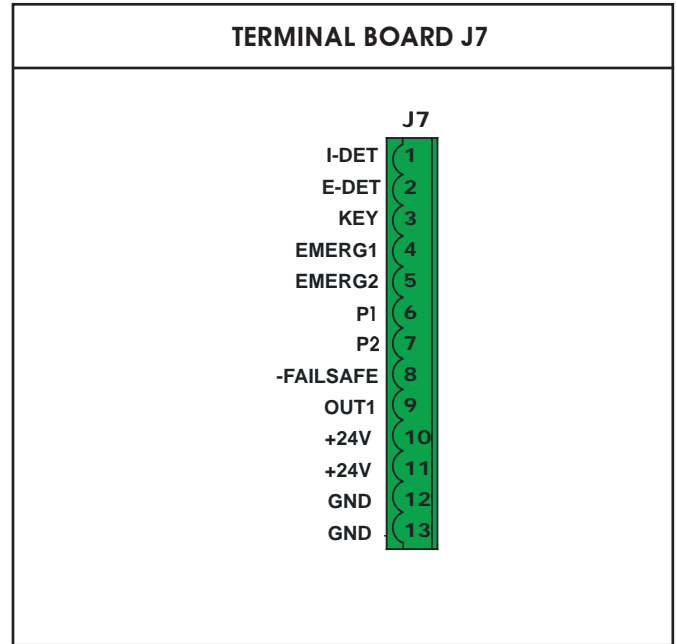 TERMINAL BOARD J7
J7
I-DET 1
E-DET 2
KEY 3
EMERG1 4
EMERG2 5
P1 6
P2 7
-FAILSAFE 8
OUT1 9
+24V 10
+24V 11
GND 12
GND 13